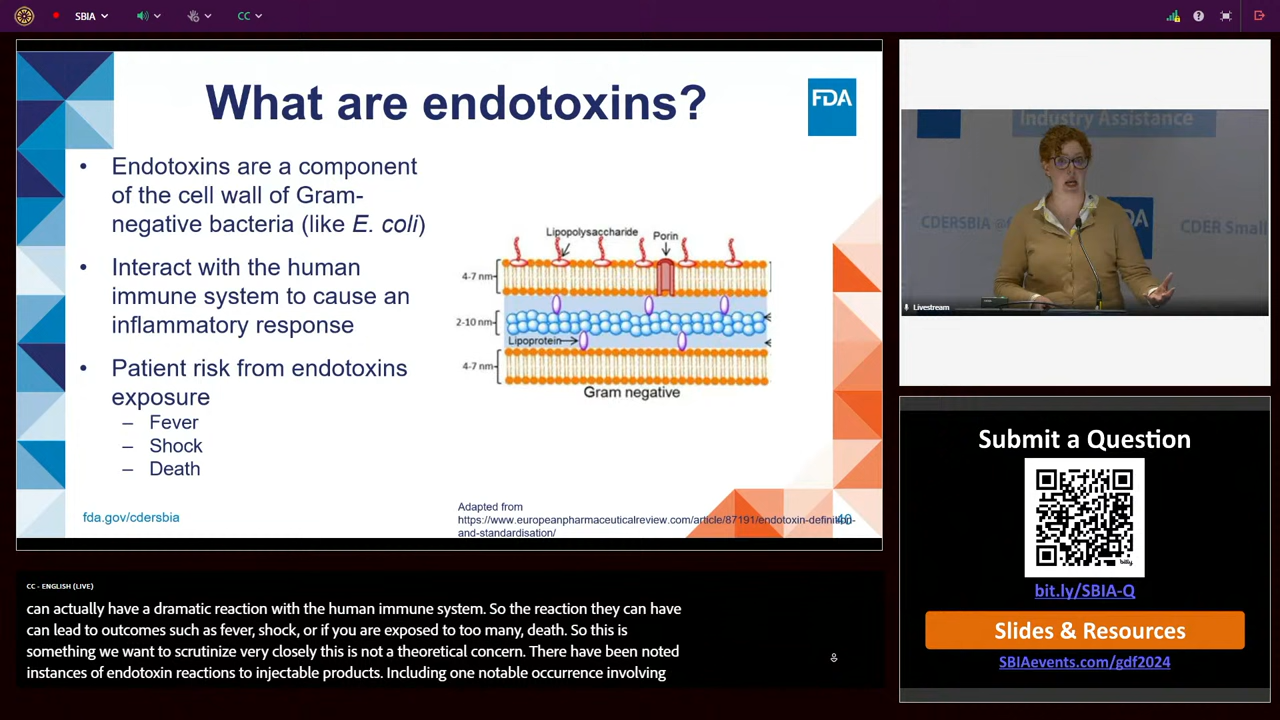 SBIA
CC
What are endotoxins?
FDA
• Endotoxins are a component
of the cell wall of Gram-
negative bacteria (like E. coli)
• Interact with the human
immune system to cause an
inflammatory response
• Patient risk from endotoxins
exposure
– Fever
– Shock
– Death
Lipopolysaccharide
Porin
4-7 nm
2-10 nm
Lipoprotein
4-7 nm
Gram negative
fda.gov/cdersbia
Adapted from
https://www.europeanpharmaceuticalreview.com/article/87191/endotoxin-definition-
and-standardisation/
40
Industry Assistance
CDERSBIA
DA
CDER Small
Livestream
Submit a Question
bitly
bit.ly/SBIA-Q
Slides & Resources
SBIAevents.com/gdf2024
CC - ENGLISH (LIVE)
can actually have a dramatic reaction with the human immune system. So the reaction they can have
can lead to outcomes such as fever, shock, or if you are exposed to too many, death. So this is
something we want to scrutinize very closely this is not a theoretical concern. There have been noted
instances of endotoxin reactions to injectable products. Including one notable occurrence involving